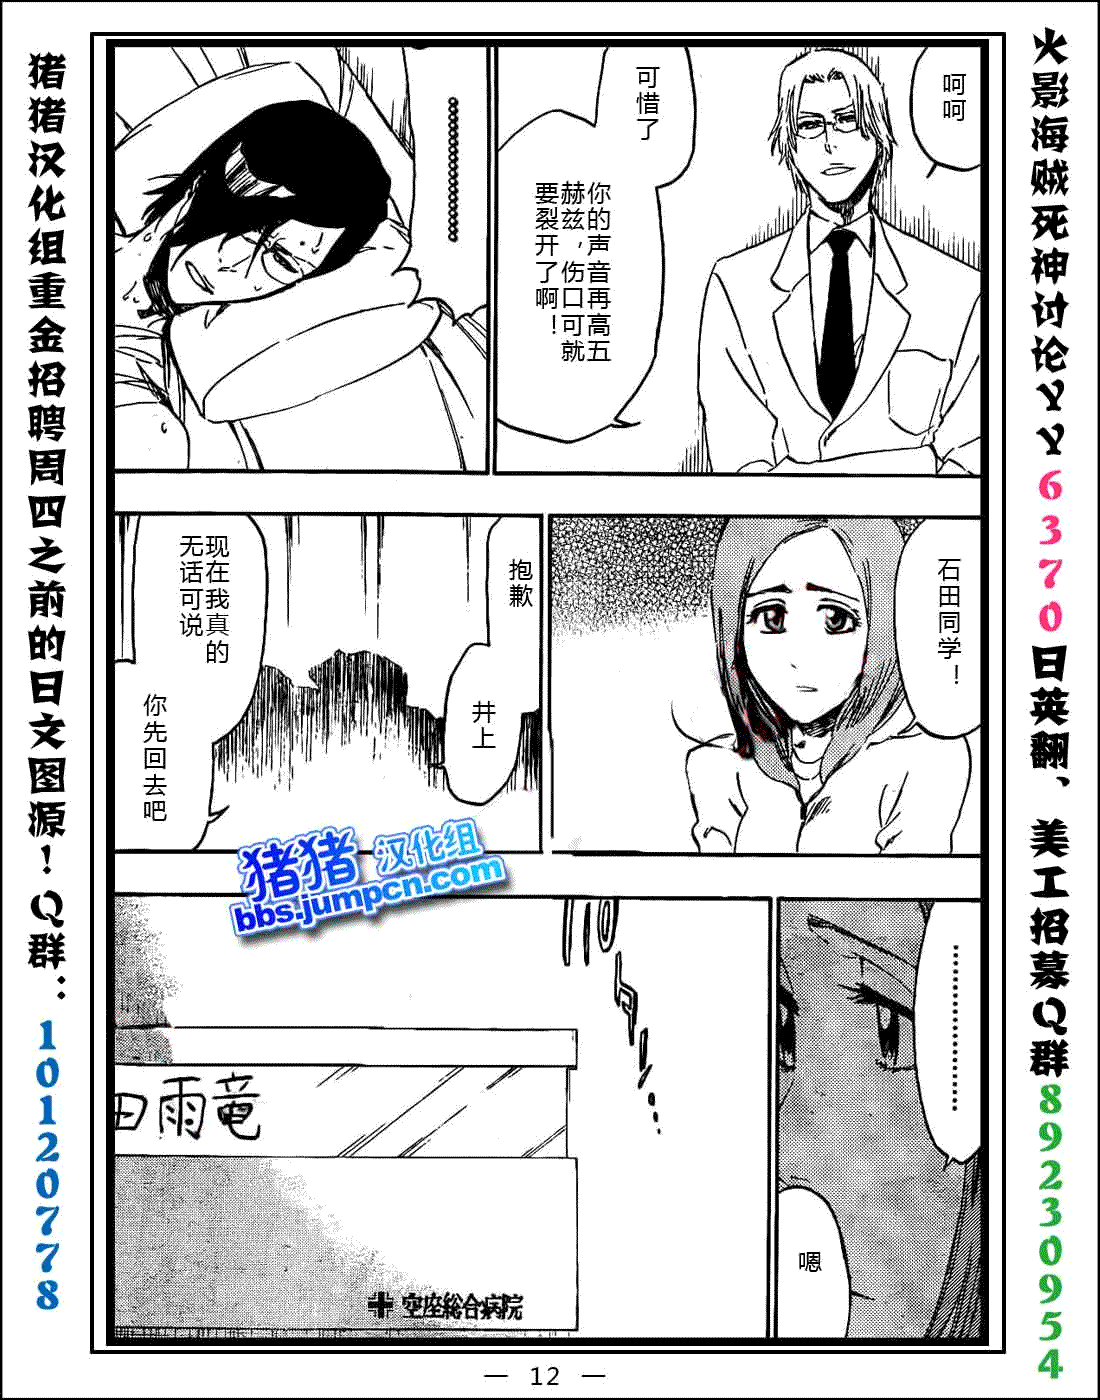 猪猪汉化组重金招聘周四之前的日文图源！Q群：10120778
火影海贼死神讨论YY6370日英翻、美工招募Q群89230954
呵呵
可惜了
你的声音再高五
赫兹，伤口可就
要裂开了啊！
………………
石田同学！
抱歉
井上
现在我真的
无话可说
你先回去吧
………………
嗯
田雨竜
空座総合病院
猪猪汉化组
bbs.jumpcn.com
— 12 —